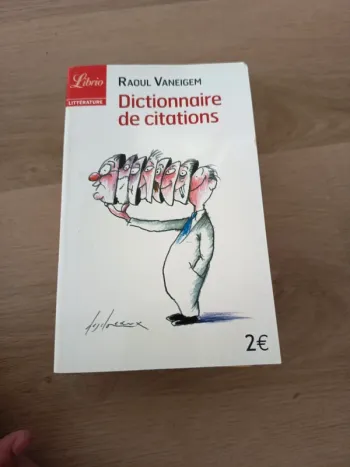 Librio
LITTÉRATURE
RAOUL VANEIGEM
Dictionnaire
de citations
2€